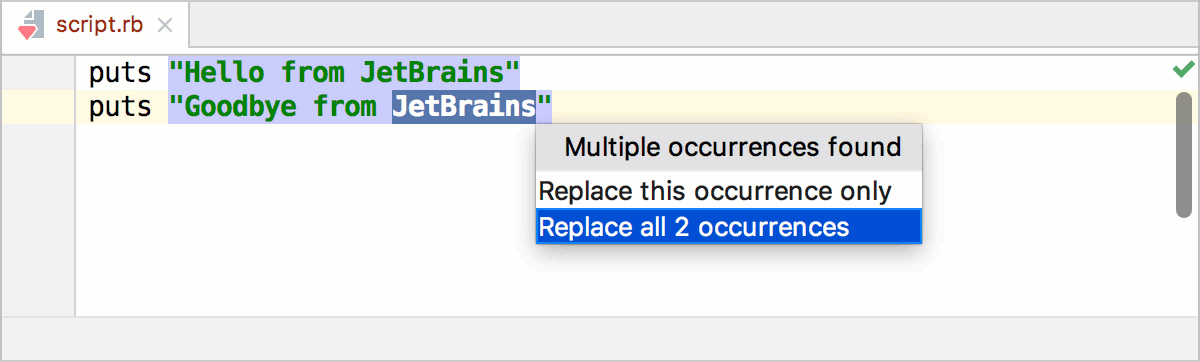 script.rb
puts "Hello from JetBrains"
puts "Goodbye from JetBrains"
Multiple occurrences found
Replace this occurrence only
Replace all 2 occurrences